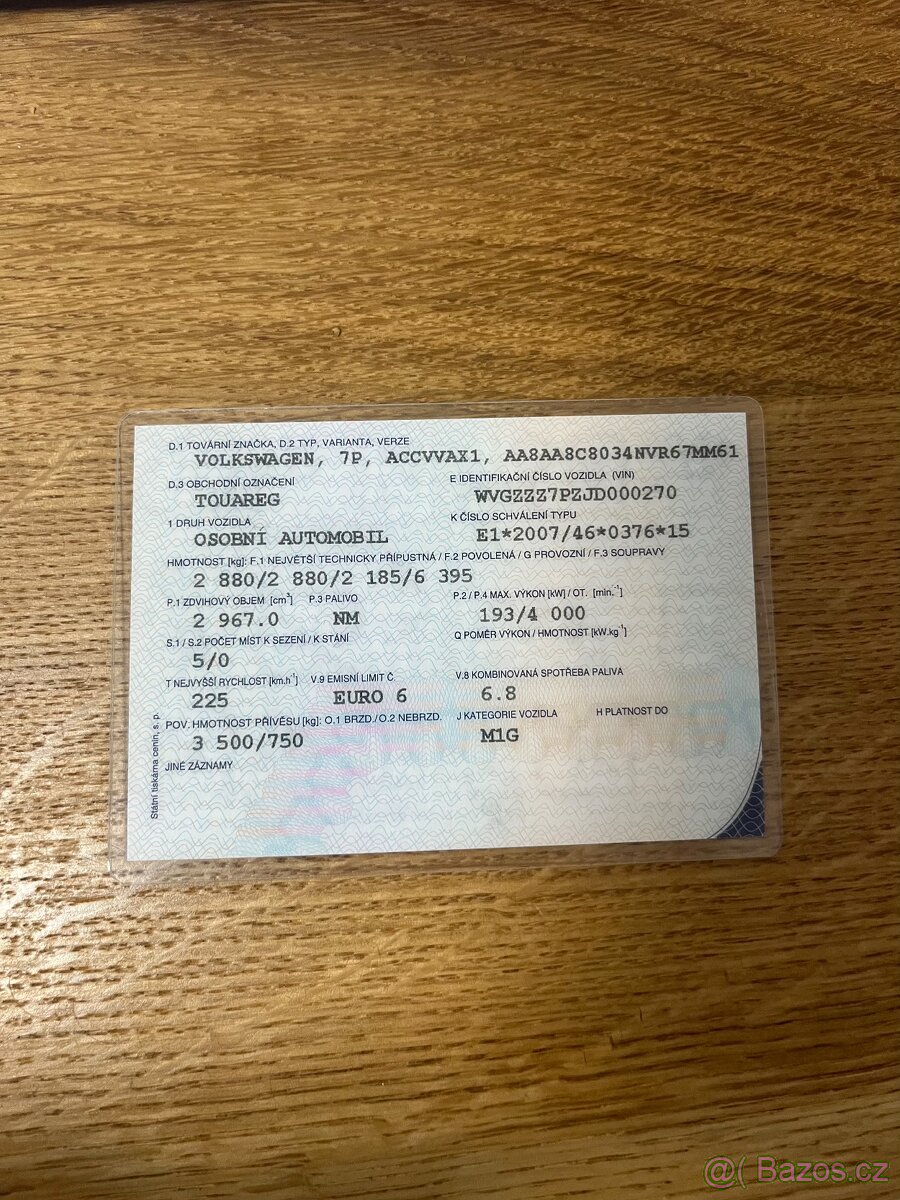 D.1 TOVÁRNÍ ZNAČKA, D.2 TYP, VARIANTA, VERZE
VOLKSWAGEN, 7P, ACCVVAX1, AA8AA8C8034NVR67MM61
D.3 OBCHODNÍ OZNAČENÍ E IDENTIFIKAČNÍ ČÍSLO VOZIDLA (VIN)
TOUAREG WVGZZZ7PZJD000270
1 DRUH VOZIDLA K ČÍSLO SCHVÁLENÍ TYPU
OSOBNÍ AUTOMOBIL E1*2007/46*0376*15
HMOTNOST [kg]: F.1 NEJVĚTŠÍ TECHNICKY PŘÍPUSTNÁ / F.2 POVOLENÁ / G PROVOZNÍ / F.3 SOUPRAVY
2 880/2 880/2 185/6 395
P.1 ZDVIHOVÝ OBJEM [cm³] P.3 PALIVO P.2 / P.4 MAX. VÝKON [kW] / OT. [min.⁻¹]
2 967.0 NM 193/4 000
S.1 / S.2 POČET MÍST K SEZENÍ / K STÁNÍ Q POMĚR VÝKON / HMOTNOST [kW.kg⁻¹]
5/0
T NEJVYŠŠÍ RYCHLOST [km.h⁻¹] V.9 EMISNÍ LIMIT Č. V.8 KOMBINOVANÁ SPOTŘEBA PALIVA
225 EURO 6 6.8
POV. HMOTNOST PŘÍVĚSU [kg]: O.1 BRZD./O.2 NEBRZD. J KATEGORIE VOZIDLA H PLATNOST DO
3 500/750 M1G
JINÉ ZÁZNAMY
Státní tiskárna cenin, s. p.
@( Bazos.cz